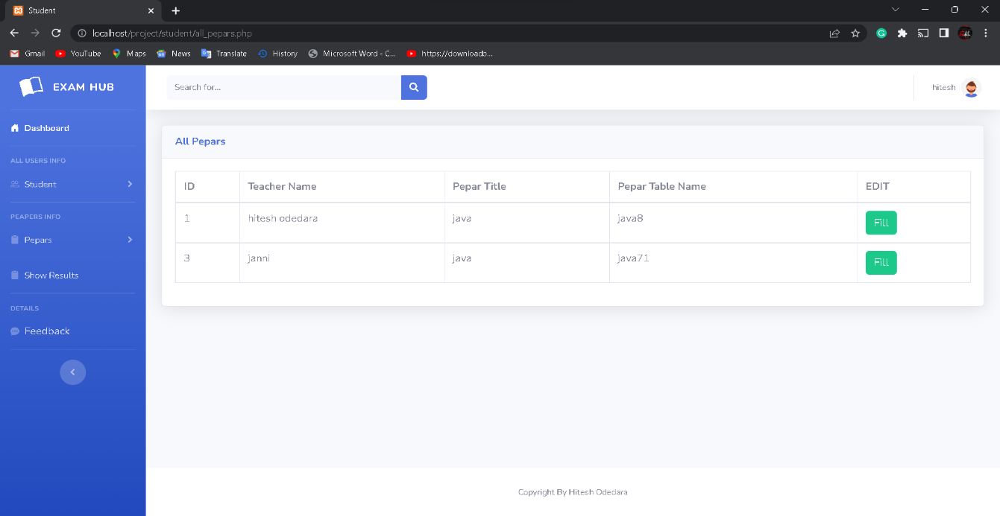 Student
localhost/project/student/all_pepars.php
Gmail YouTube Maps News Translate History Microsoft Word - C... https://downloadb...
EXAM HUB
Search for...
hitesh
Dashboard
ALL USERS INFO
Student
PEAPERS INFO
Pepars
Show Results
DETAILS
Feedback
All Pepars
ID Teacher Name Pepar Title Pepar Table Name EDIT
1 hitesh odedara java java8 Fill
3 janni java java71 Fill
Copyright By Hitesh Odedara